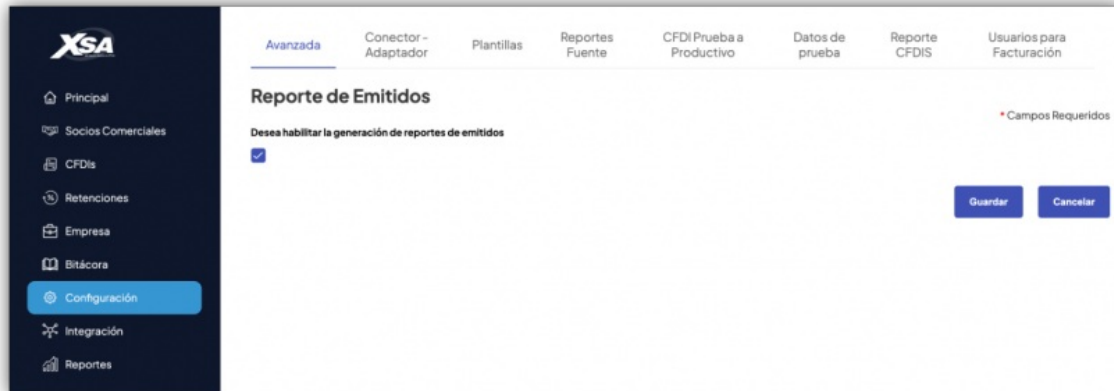 XSA
Principal
Socios Comerciales
CFDIs
Retenciones
Empresa
Bitácora
Configuración
Integración
Reportes
Avanzada
Conector -
Adaptador
Plantillas
Reportes
Fuente
CFDI Prueba a
Productivo
Datos de
prueba
Reporte
CFDIS
Usuarios para
Facturación
Reporte de Emitidos
* Campos Requeridos
Desea habilitar la generación de reportes de emitidos
Guardar
Cancelar